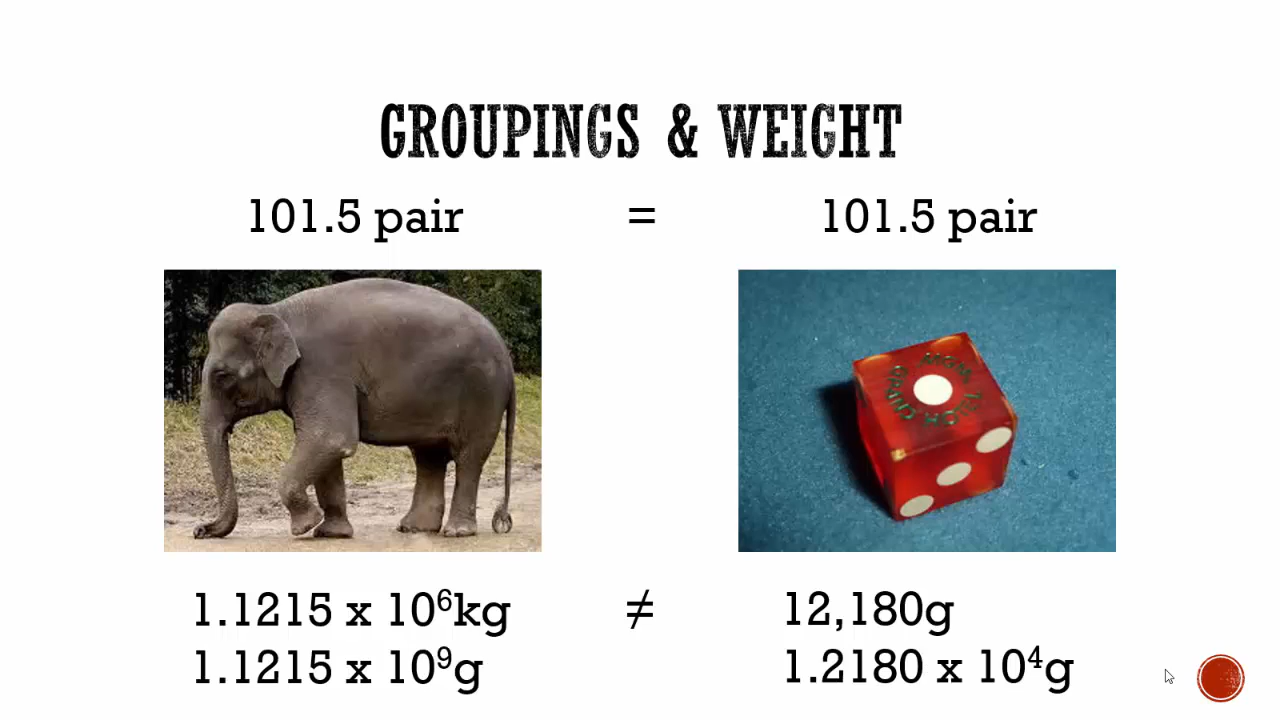 GROUPINGS & WEIGHT
101.5 pair = 101.5 pair
1.1215 x 10⁶kg ≠ 12,180g
1.1215 x 10⁹g 1.2180 x 10⁴g